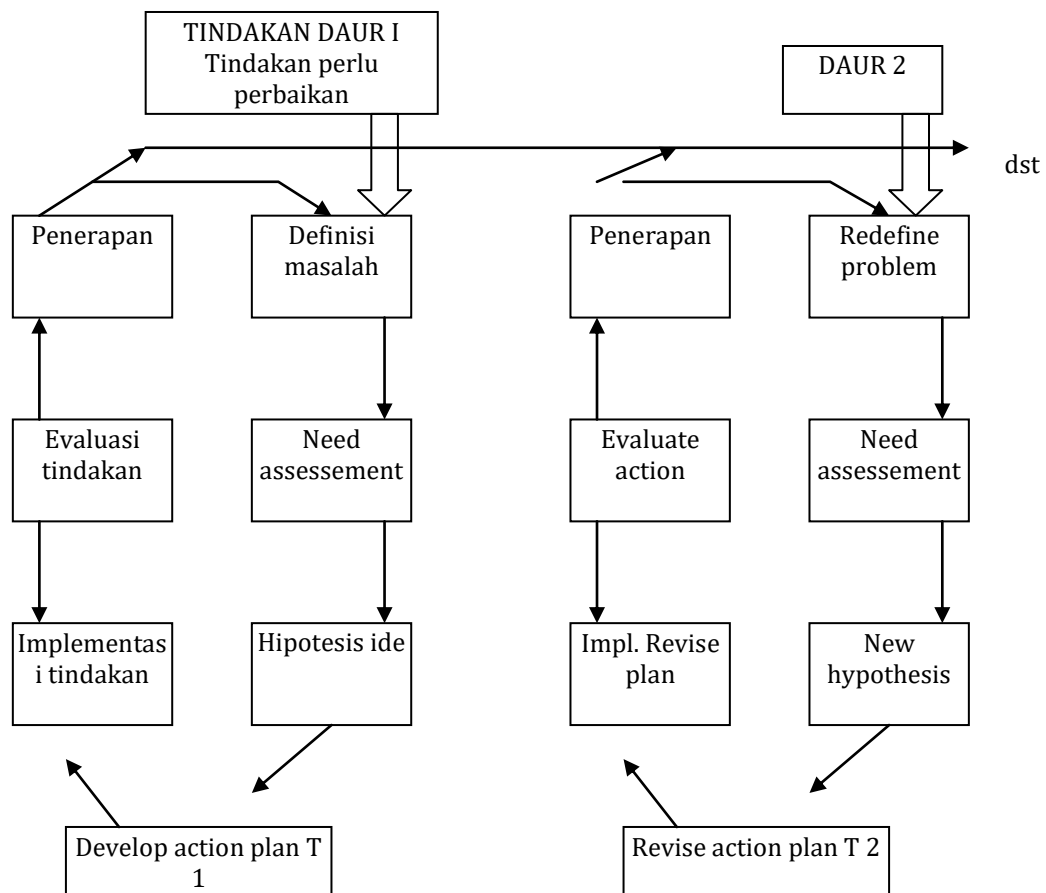 TINDAKAN DAUR I
Tindakan perlu
perbaikan
DAUR 2
dst
Penerapan
Definisi
masalah
Penerapan
Redefine
problem
Evaluasi
tindakan
Need
assessement
Evaluate
action
Need
assessement
Implementas
i tindakan
Hipotesis ide
Impl. Revise
plan
New
hypothesis
Develop action plan T
1
Revise action plan T 2